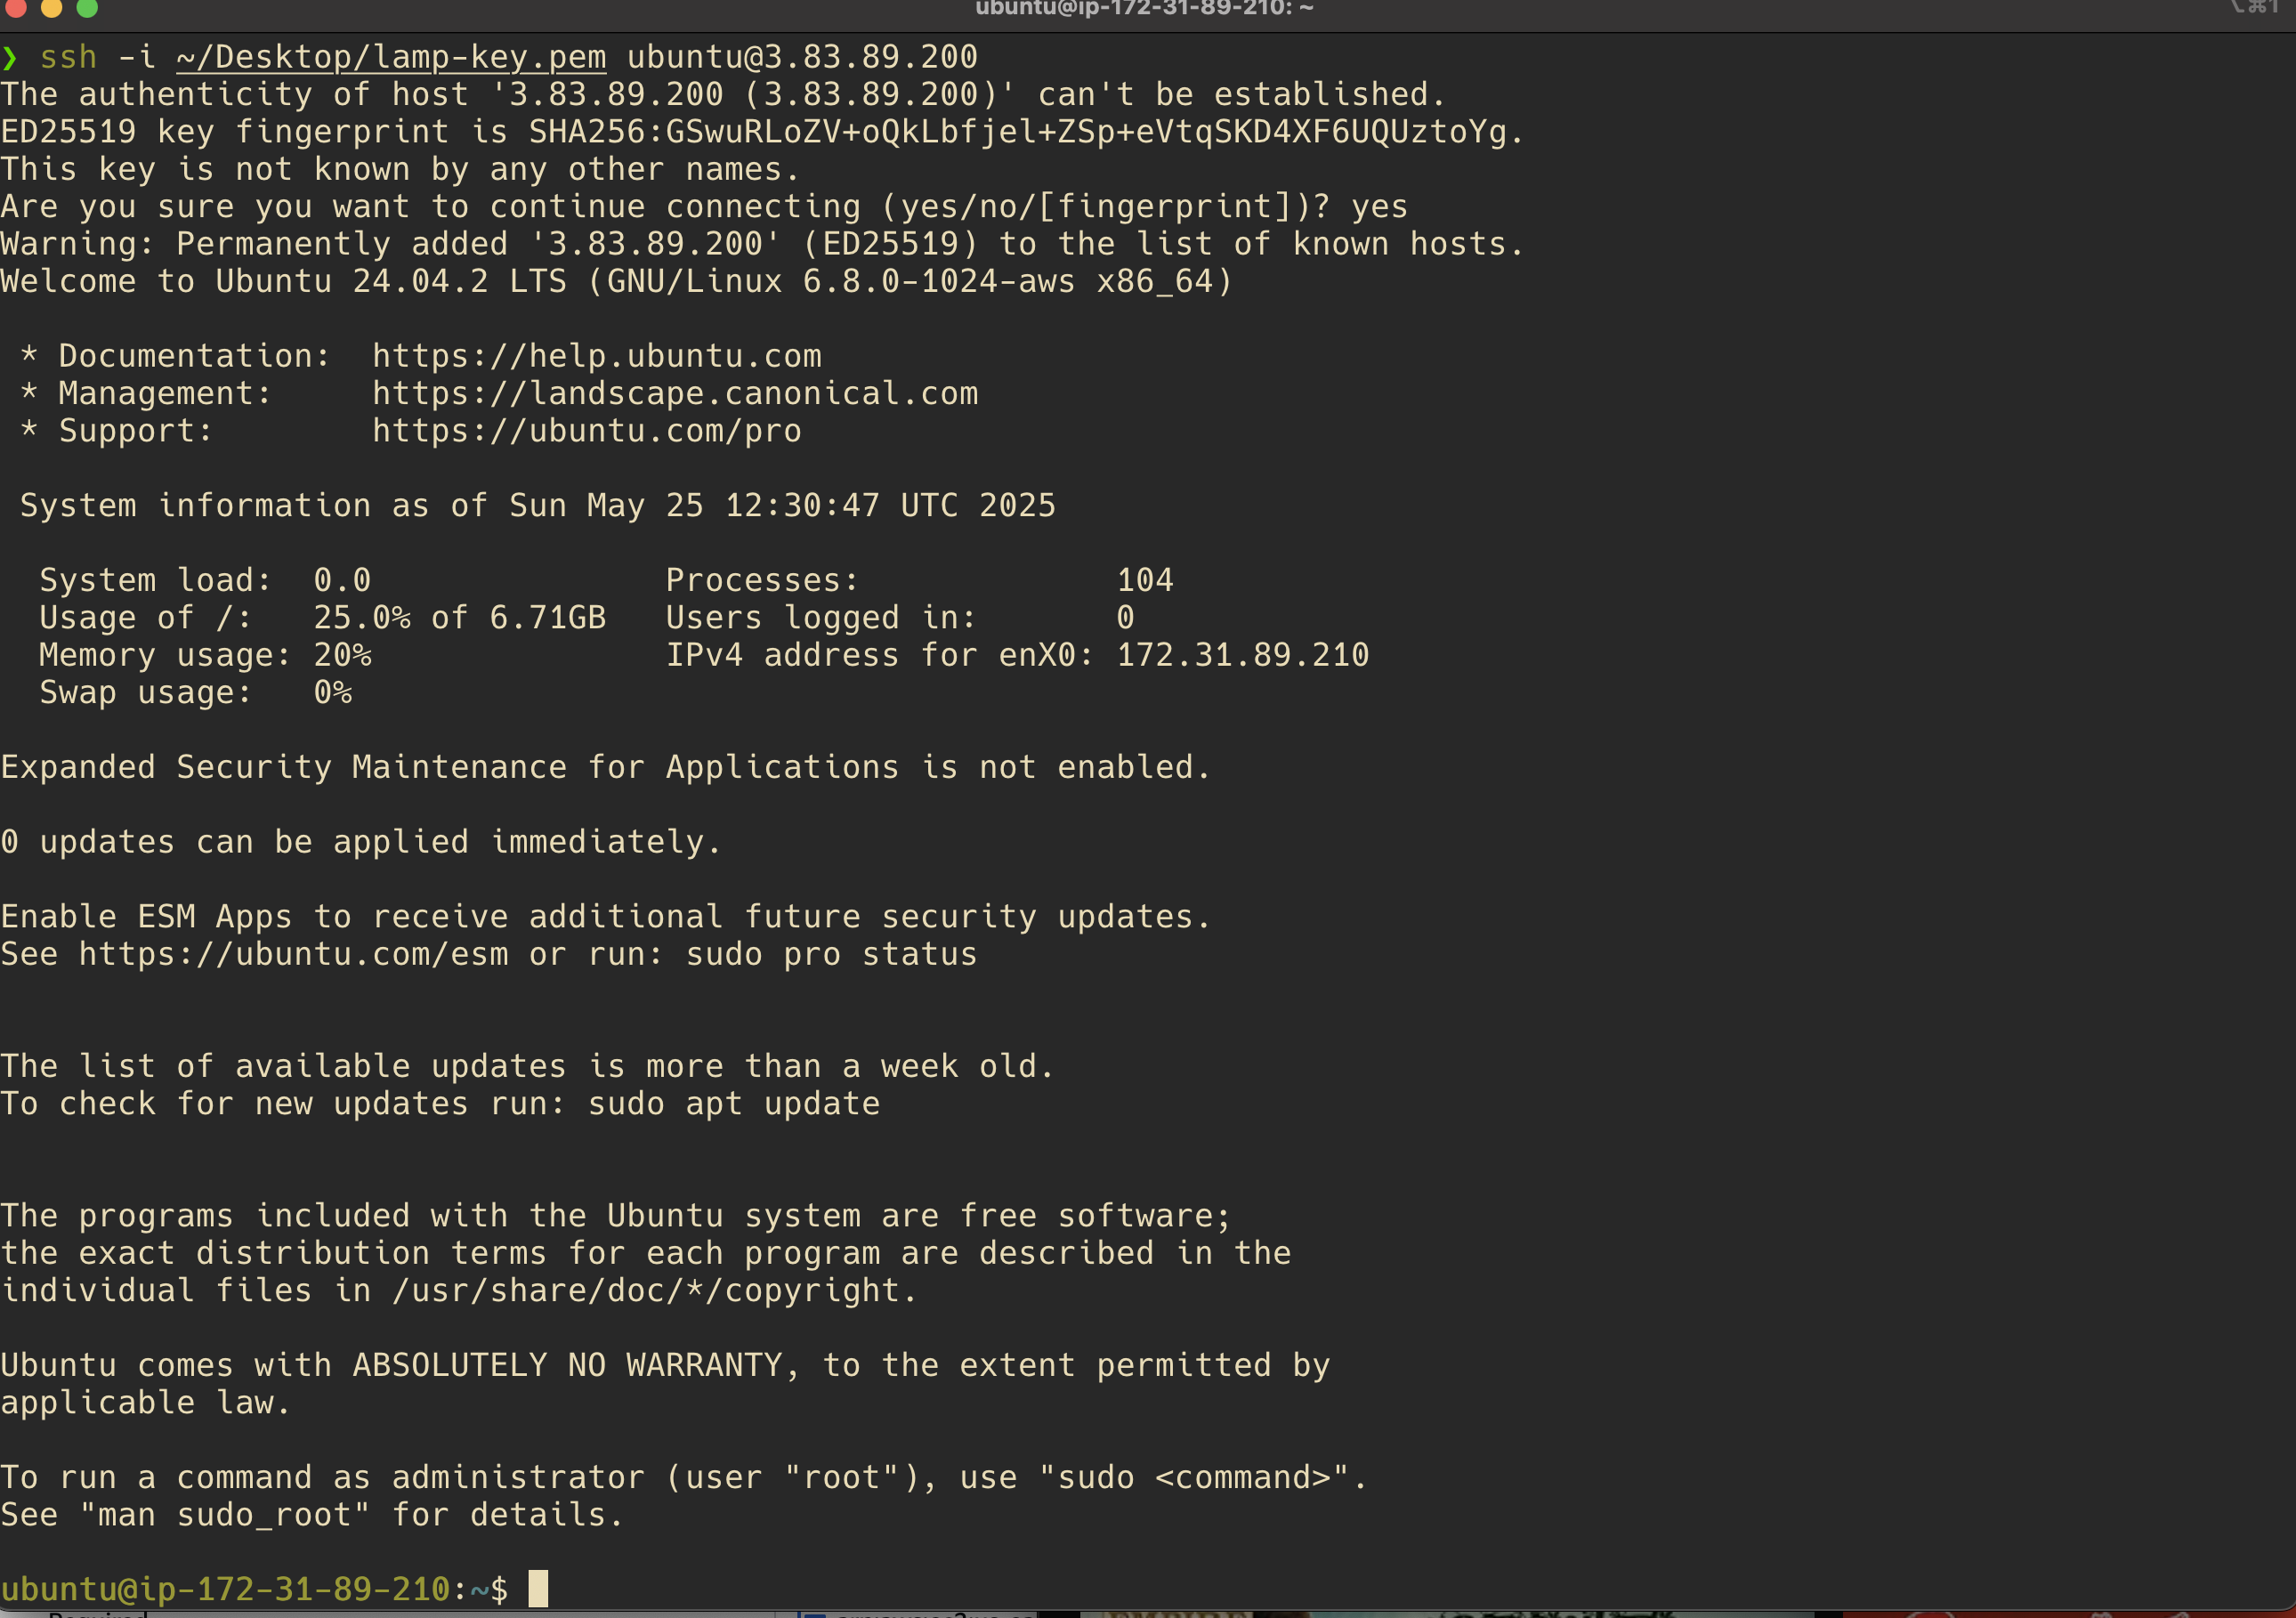 ubuntu@ip-172-31-89-210: ~
❯ ssh -i ~/Desktop/lamp-key.pem ubuntu@3.83.89.200
The authenticity of host '3.83.89.200 (3.83.89.200)' can't be established.
ED25519 key fingerprint is SHA256:GSwuRLoZV+oQkLbfjel+ZSp+eVtqSKD4XF6UQUztoYg.
This key is not known by any other names.
Are you sure you want to continue connecting (yes/no/[fingerprint])? yes
Warning: Permanently added '3.83.89.200' (ED25519) to the list of known hosts.
Welcome to Ubuntu 24.04.2 LTS (GNU/Linux 6.8.0-1024-aws x86_64)
* Documentation:  https://help.ubuntu.com
* Management:     https://landscape.canonical.com
* Support:        https://ubuntu.com/pro
System information as of Sun May 25 12:30:47 UTC 2025
System load:  0.0               Processes:             104
Usage of /:   25.0% of 6.71GB   Users logged in:       0
Memory usage: 20%               IPv4 address for enX0: 172.31.89.210
Swap usage:   0%
Expanded Security Maintenance for Applications is not enabled.
0 updates can be applied immediately.
Enable ESM Apps to receive additional future security updates.
See https://ubuntu.com/esm or run: sudo pro status
The list of available updates is more than a week old.
To check for new updates run: sudo apt update
The programs included with the Ubuntu system are free software;
the exact distribution terms for each program are described in the
individual files in /usr/share/doc/*/copyright.
Ubuntu comes with ABSOLUTELY NO WARRANTY, to the extent permitted by
applicable law.
To run a command as administrator (user "root"), use "sudo <command>".
See "man sudo_root" for details.
ubuntu@ip-172-31-89-210:~$